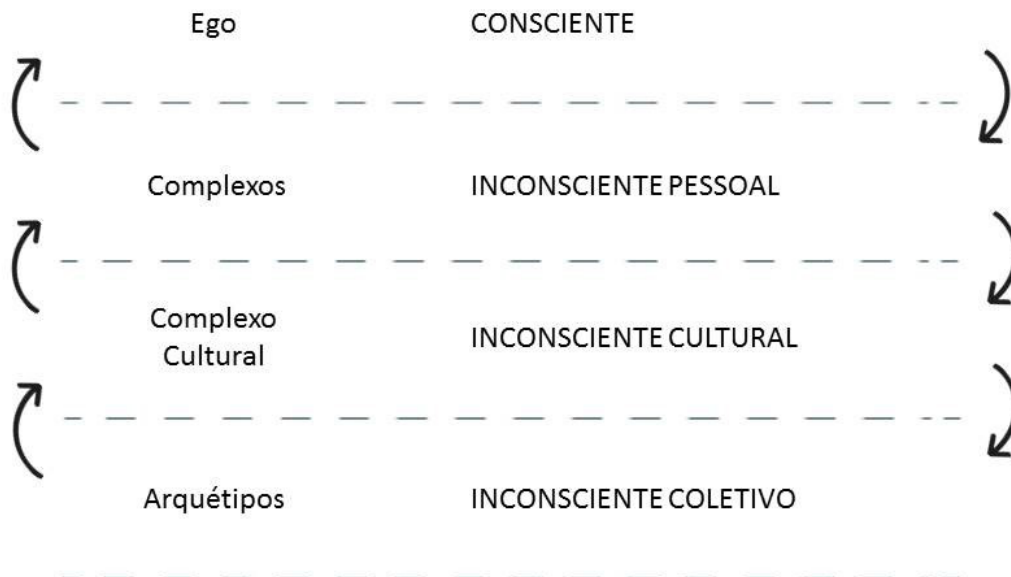 Ego CONSCIENTE
Complexos INCONSCIENTE PESSOAL
Complexo
Cultural
INCONSCIENTE CULTURAL
Arquétipos INCONSCIENTE COLETIVO